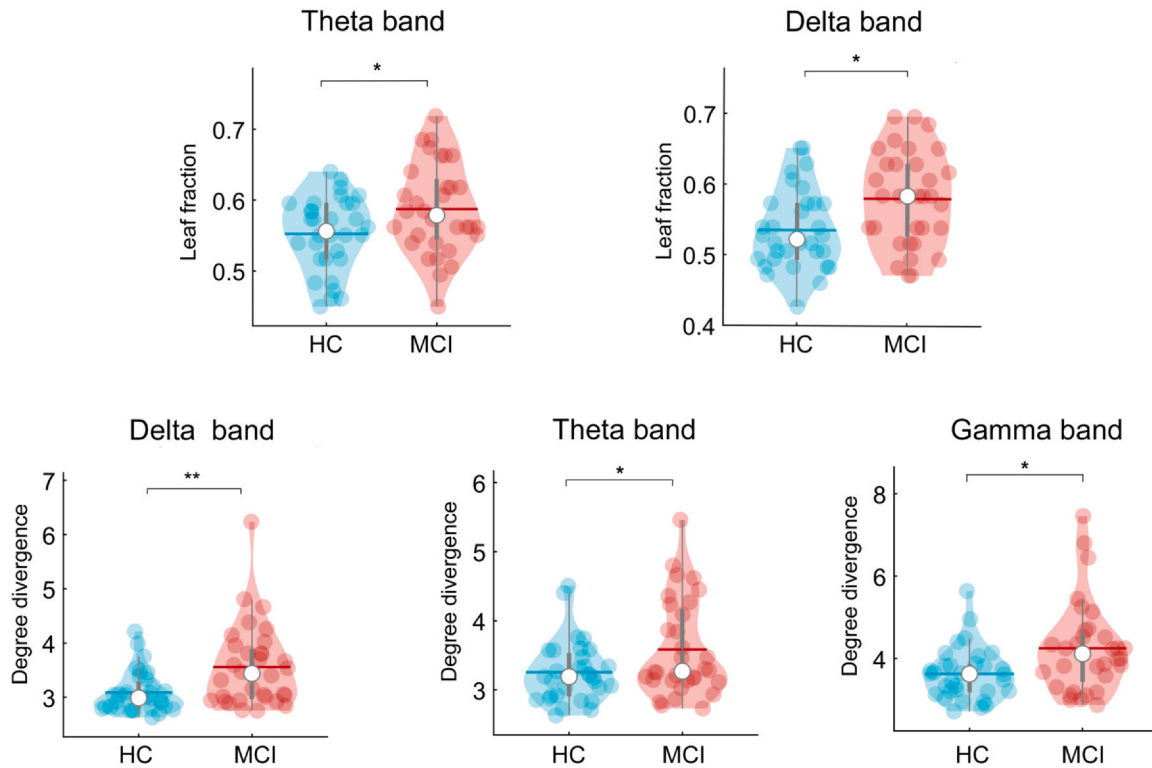 Theta band
*
Leaf fraction
0.7
0.6
0.5
HC MCI
Delta band
*
Leaf fraction
0.7
0.6
0.5
0.4
HC MCI
Delta band
**
Degree divergence
7
6
5
4
3
HC MCI
Theta band
*
Degree divergence
6
5
4
3
HC MCI
Gamma band
*
Degree divergence
8
6
4
HC MCI